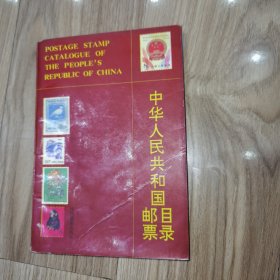 POSTAGE STAMP
CATALOGUE OF
THE PEOPLE'S
REPUBLIC OF CHINA
中华人民共和国
邮票
目录